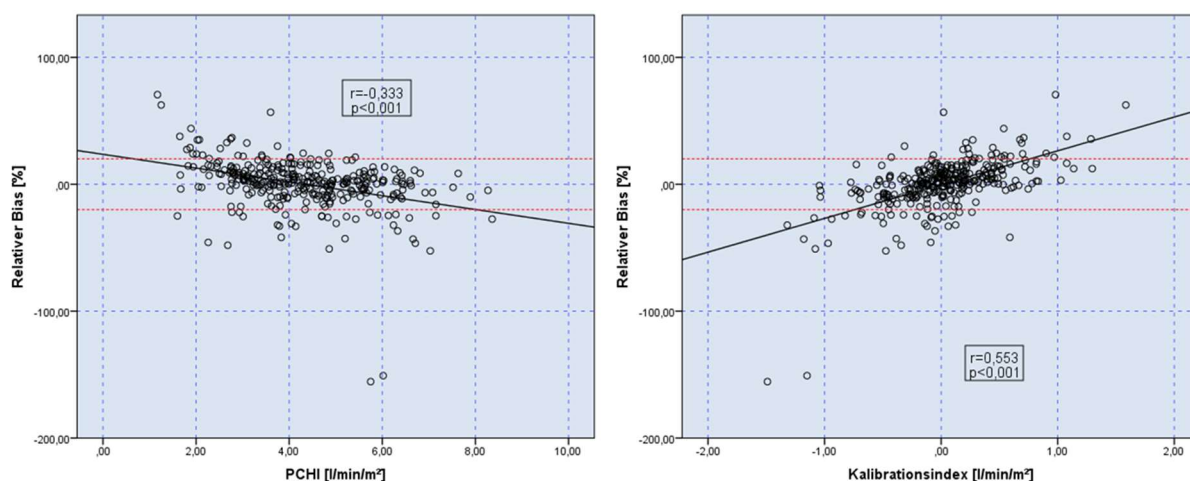 100,00
,00
-100,00
-200,00
Relativer Bias [%]
r=-0,333
p<0,001
,00 2,00 4,00 6,00 8,00 10,00
PCHI [l/min/m²]
100,00
,00
-100,00
-200,00
Relativer Bias [%]
r=0,553
p<0,001
-2,00 -1,00 ,00 1,00 2,00
Kalibrationsindex [l/min/m²]